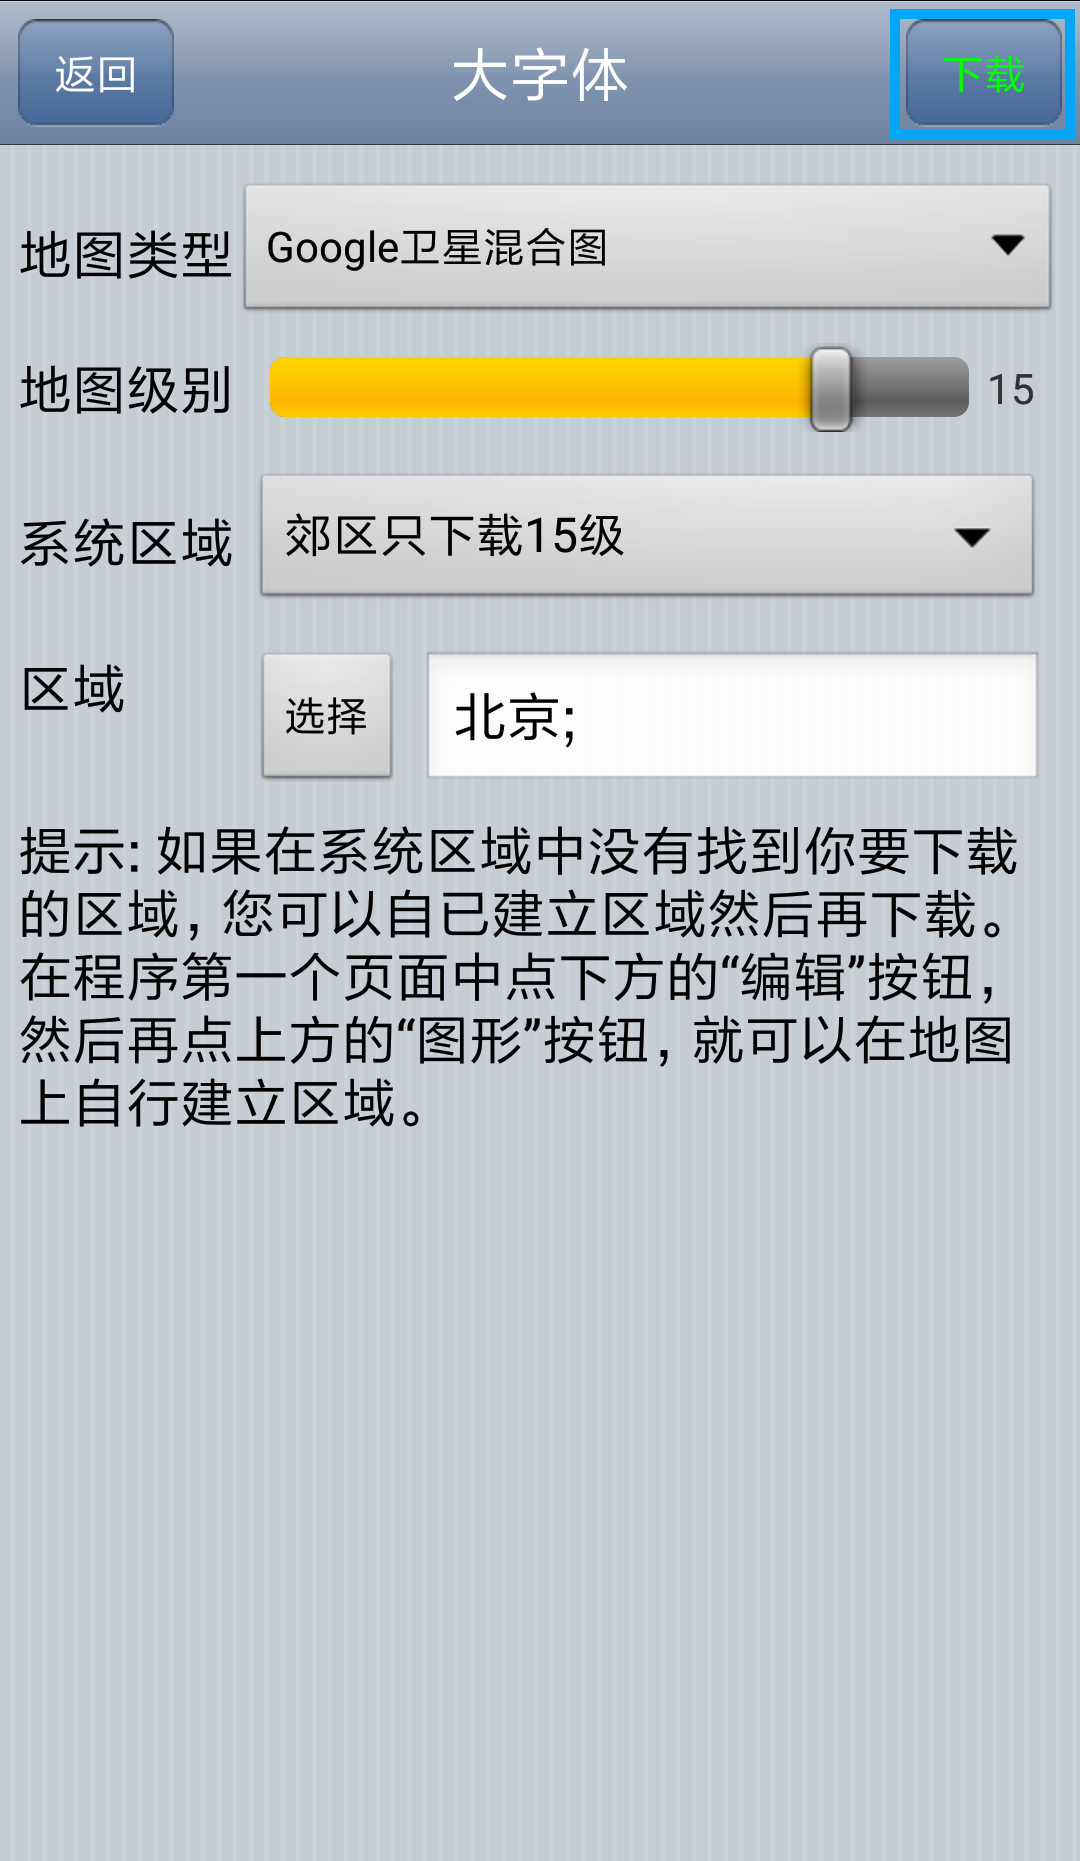 返回
大字体
下载
地图类型
Google卫星混合图
地图级别
15
系统区域
郊区只下载15级
区域
选择
北京;
提示: 如果在系统区域中没有找到你要下载
的区域，您可以自已建立区域然后再下载。
在程序第一个页面中点下方的“编辑”按钮，
然后再点上方的“图形”按钮，就可以在地图
上自行建立区域。